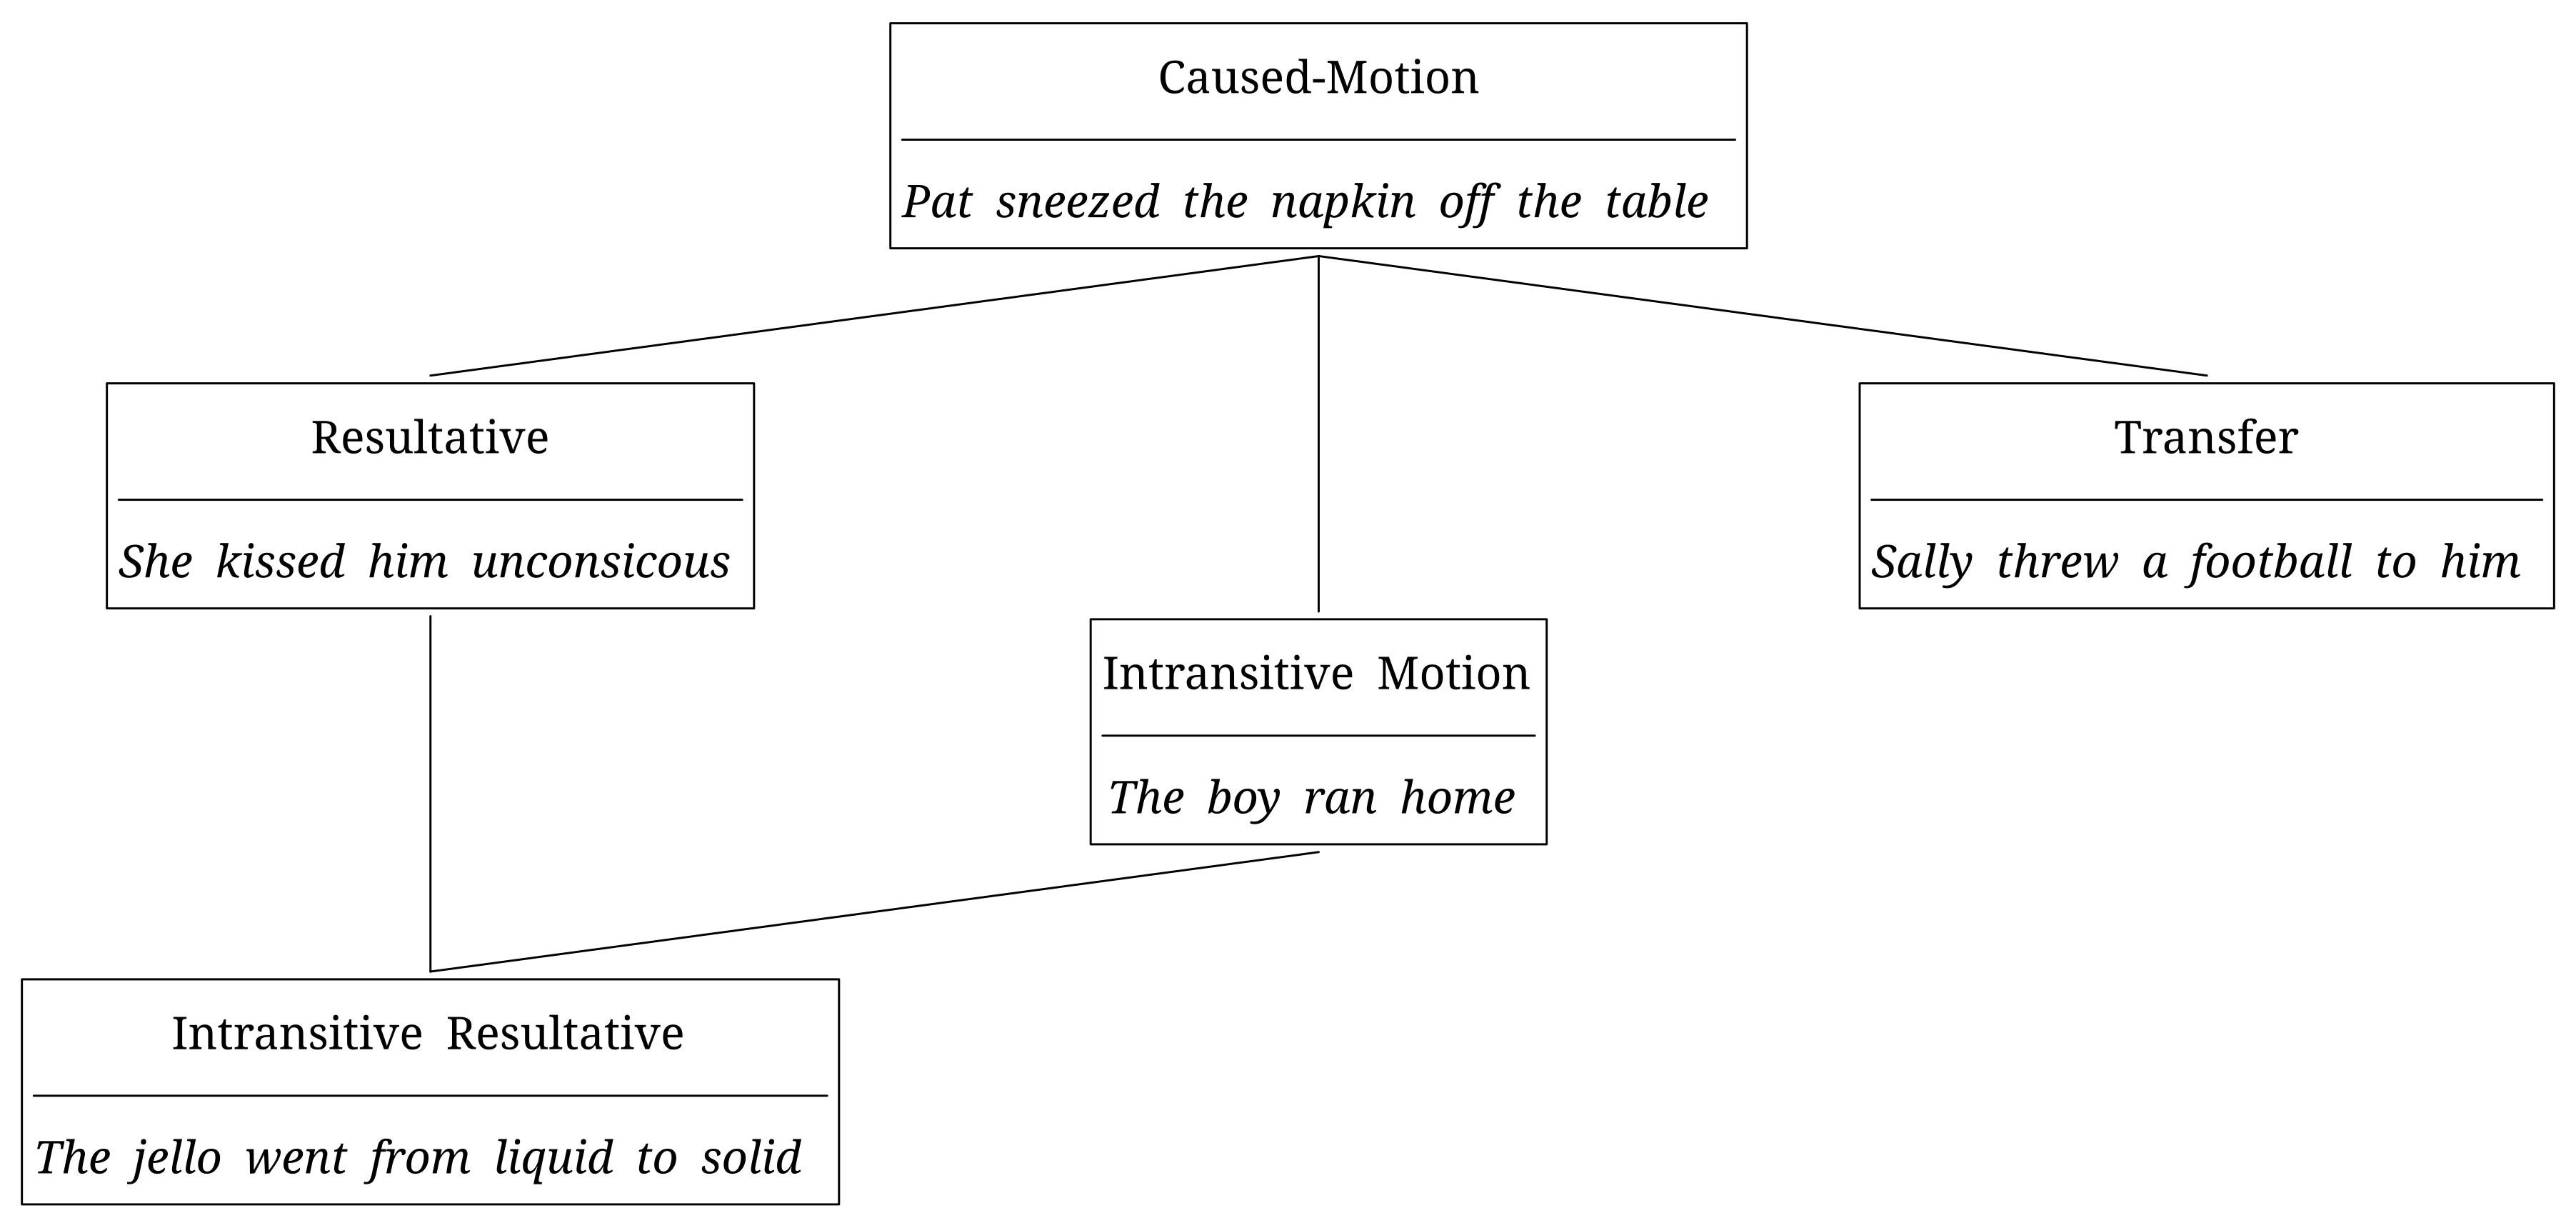 Caused-Motion
Pat sneezed the napkin off the table
Resultative
She kissed him unconsicous
Transfer
Sally threw a football to him
Intransitive Motion
The boy ran home
Intransitive Resultative
The jello went from liquid to solid